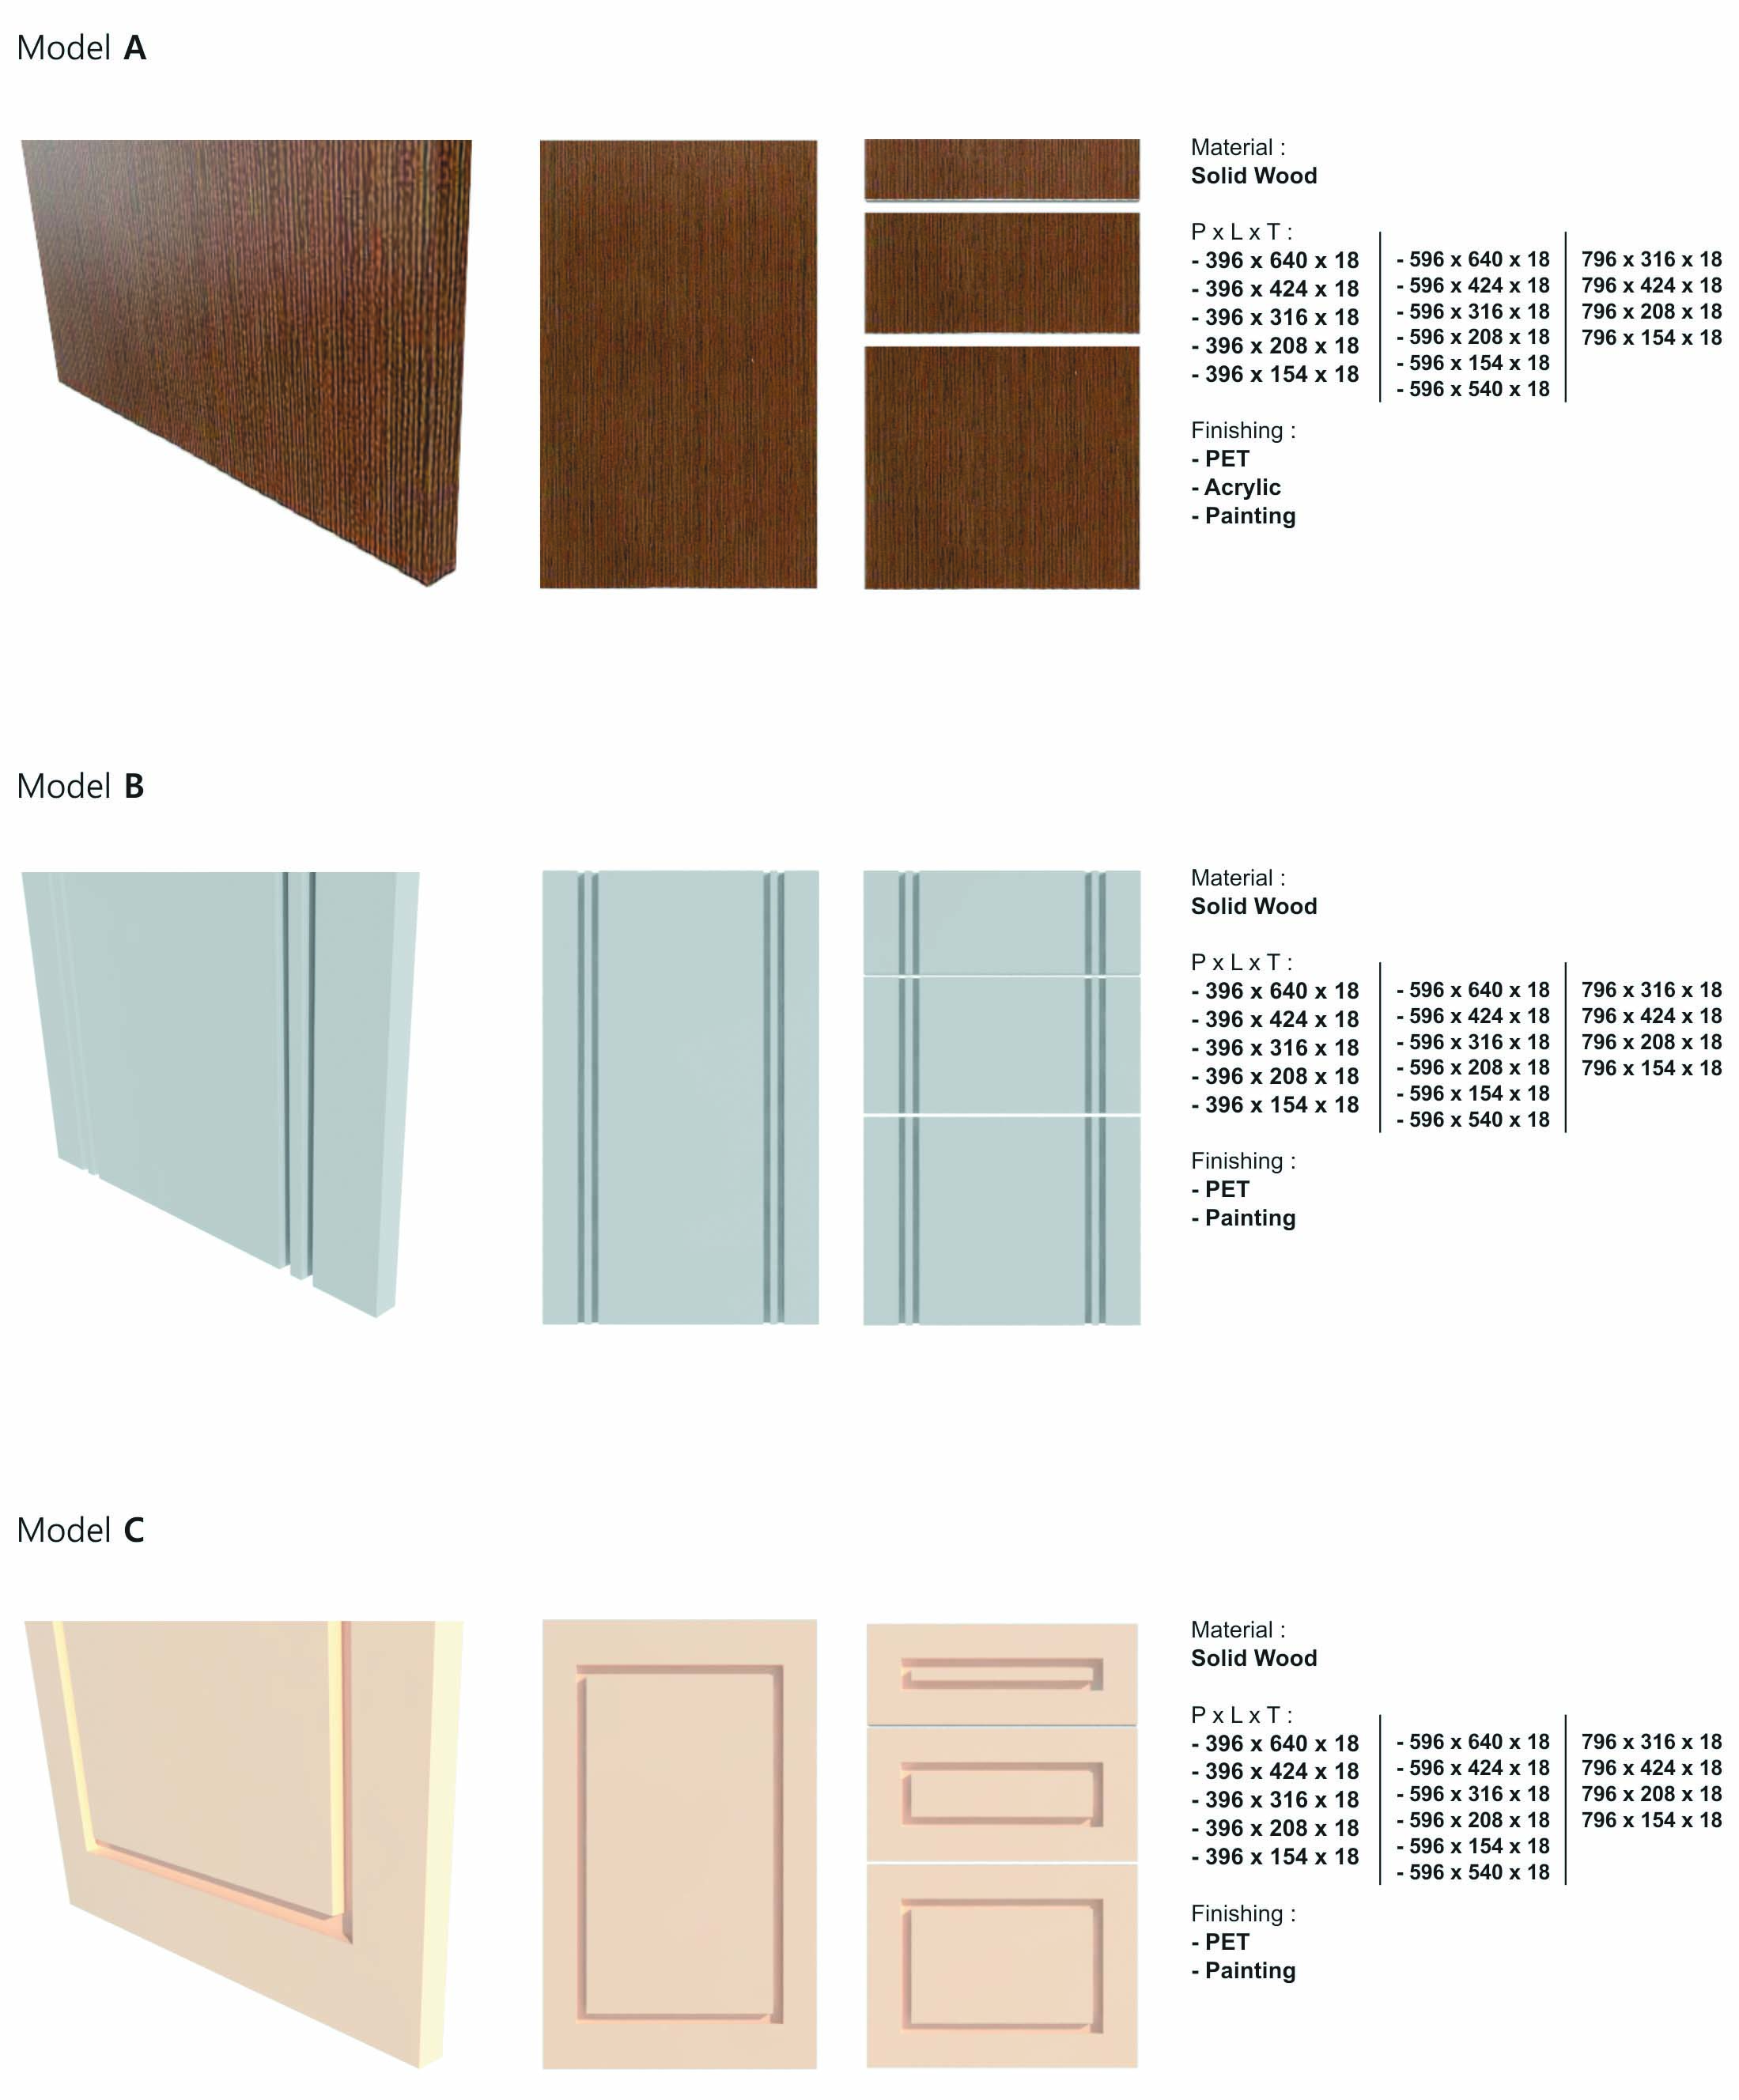 Model A
Material :
Solid Wood
P x L x T :
- 396 x 640 x 18
- 396 x 424 x 18
- 396 x 316 x 18
- 396 x 208 x 18
- 396 x 154 x 18
- 596 x 640 x 18
- 596 x 424 x 18
- 596 x 316 x 18
- 596 x 208 x 18
- 596 x 154 x 18
- 596 x 540 x 18
796 x 316 x 18
796 x 424 x 18
796 x 208 x 18
796 x 154 x 18
Finishing :
- PET
- Acrylic
- Painting
Model B
Material :
Solid Wood
P x L x T :
- 396 x 640 x 18
- 396 x 424 x 18
- 396 x 316 x 18
- 396 x 208 x 18
- 396 x 154 x 18
- 596 x 640 x 18
- 596 x 424 x 18
- 596 x 316 x 18
- 596 x 208 x 18
- 596 x 154 x 18
- 596 x 540 x 18
796 x 316 x 18
796 x 424 x 18
796 x 208 x 18
796 x 154 x 18
Finishing :
- PET
- Painting
Model C
Material :
Solid Wood
P x L x T :
- 396 x 640 x 18
- 396 x 424 x 18
- 396 x 316 x 18
- 396 x 208 x 18
- 396 x 154 x 18
- 596 x 640 x 18
- 596 x 424 x 18
- 596 x 316 x 18
- 596 x 208 x 18
- 596 x 154 x 18
- 596 x 540 x 18
796 x 316 x 18
796 x 424 x 18
796 x 208 x 18
796 x 154 x 18
Finishing :
- PET
- Painting